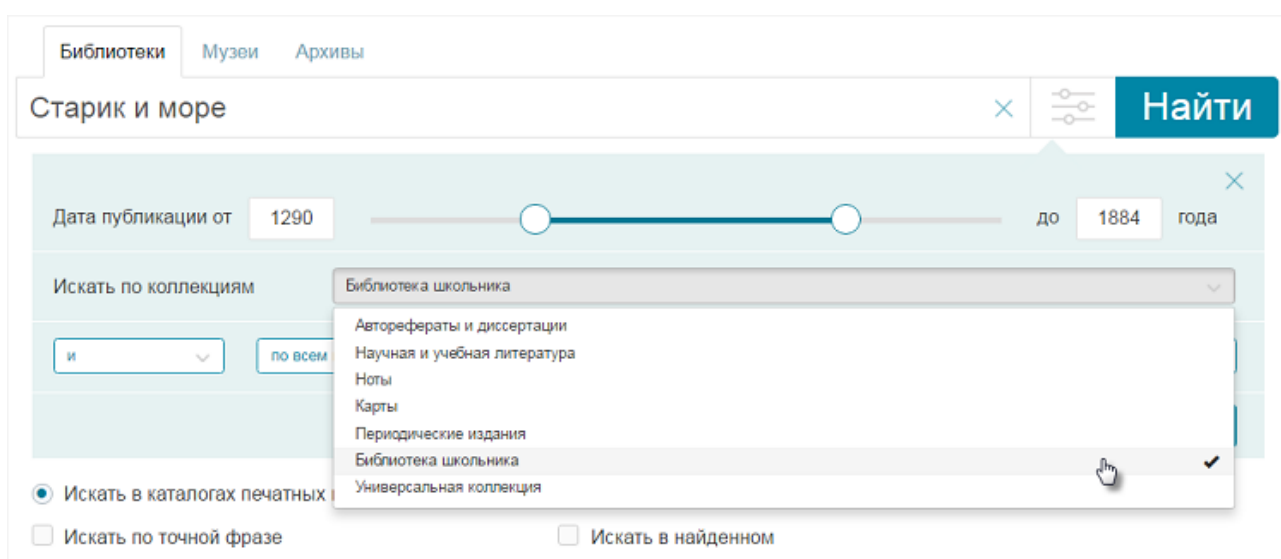 Библиотеки Музеи Архивы
Старик и море Найти
Дата публикации от 1290 до 1884 года
Искать по коллекциям Библиотека школьника
Авторефераты и диссертации
и по всем Научная и учебная литература
Ноты
Карты
Периодические издания
Библиотека школьника
Универсальная коллекция
Искать в каталогах печатных
Искать по точной фразе Искать в найденном